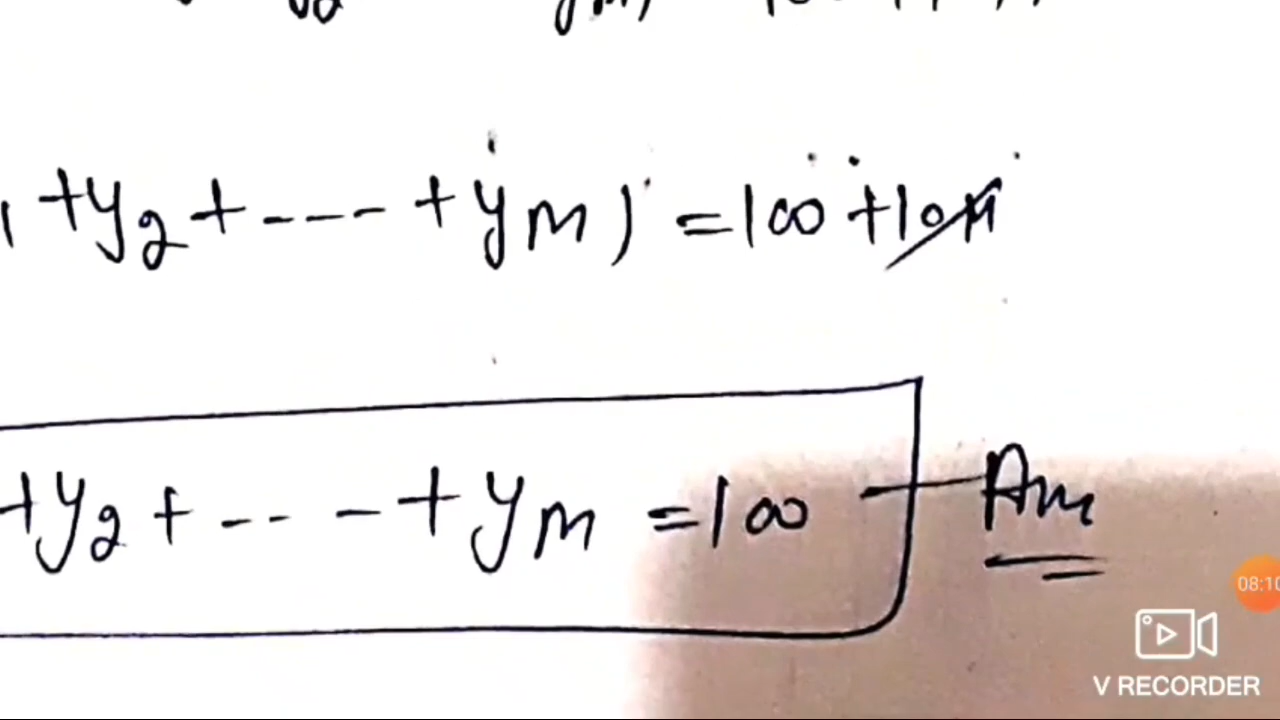 +y2 + ---- + ym) = 100 + 10m
+y2 + -- - + ym = 100 Ans
08:10
V RECORDER